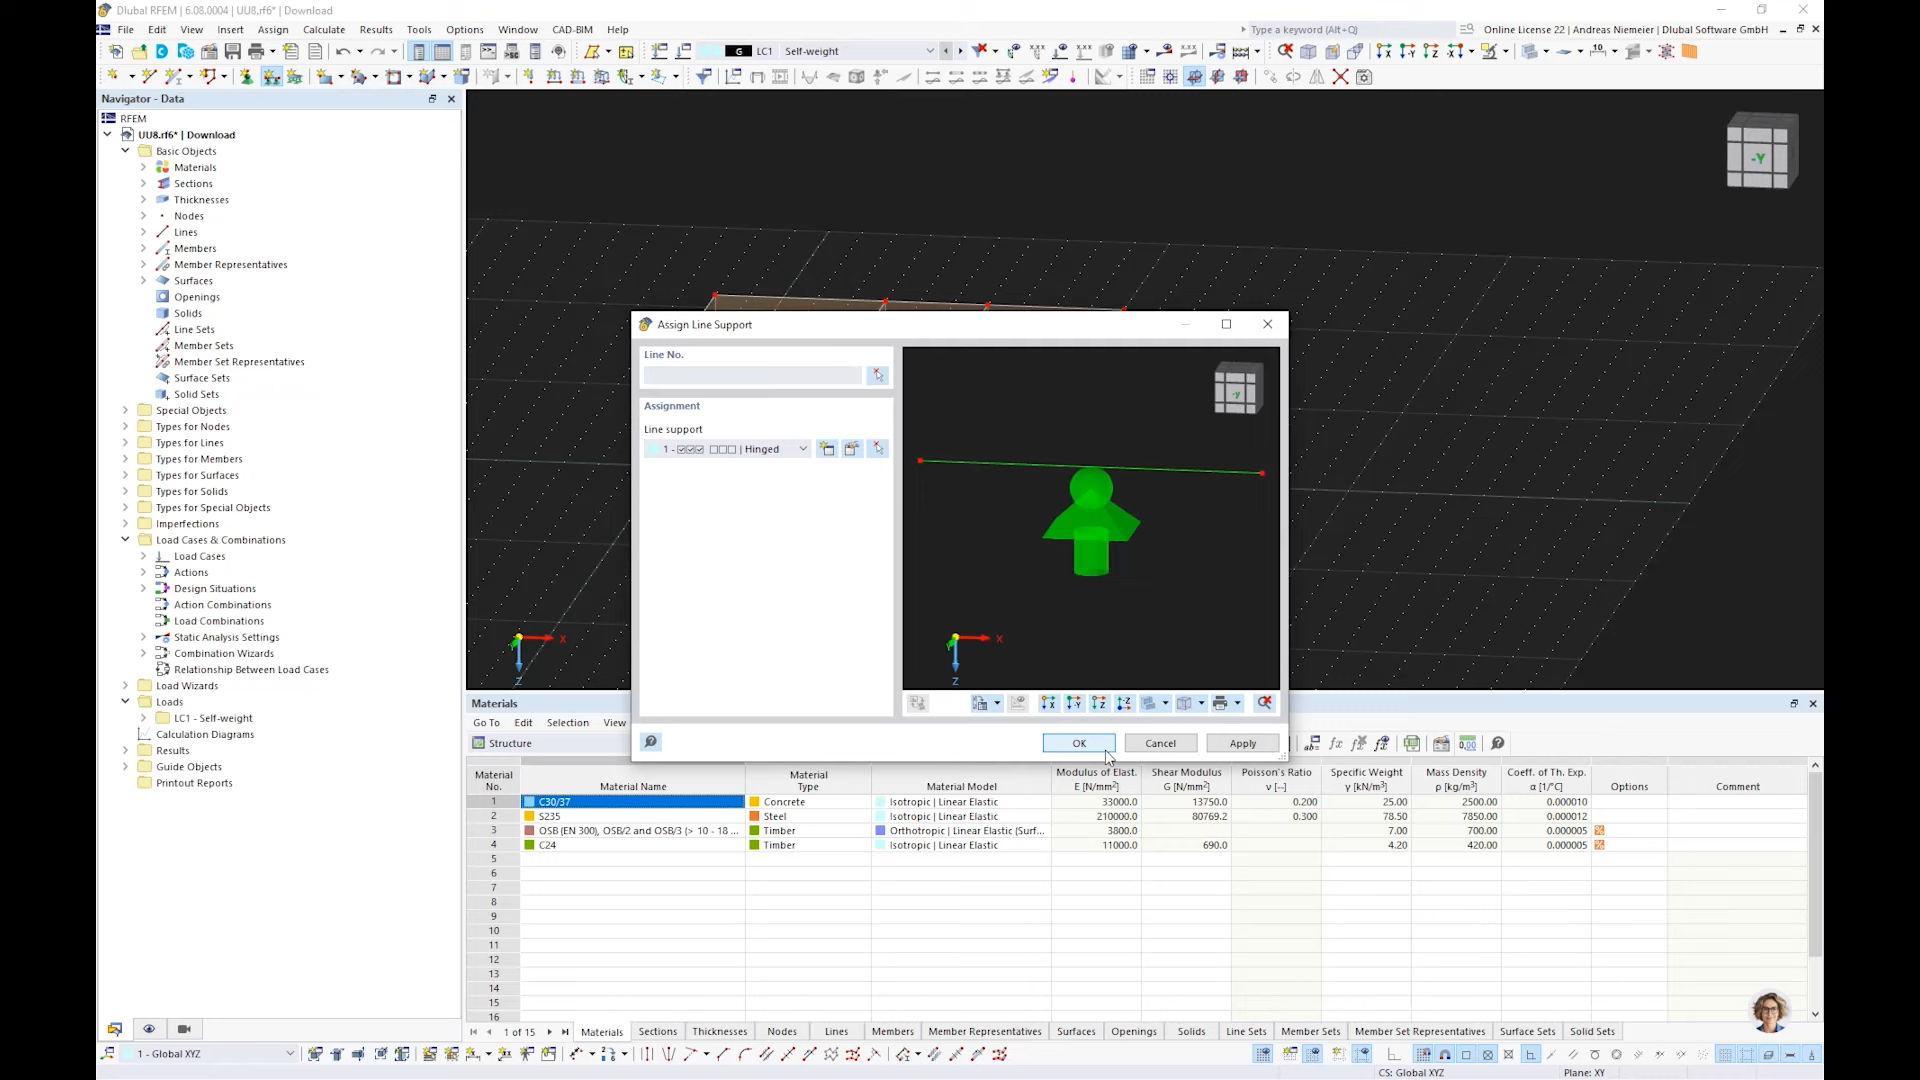 Dlubal RFEM | 6.08.0004 | UU8.rf6* | Download
File Edit View Insert Assign Calculate Results Tools Options Window CAD-BIM Help
Type a keyword (Alt+Q)
Online License 22 | Andreas Niemeier | Dlubal Software GmbH
G LC1 Self-weight
Navigator - Data
RFEM
UU8.rf6* | Download
Basic Objects
Materials
Sections
Thicknesses
Nodes
Lines
Members
Member Representatives
Surfaces
Openings
Solids
Line Sets
Member Sets
Member Set Representatives
Surface Sets
Solid Sets
Special Objects
Types for Nodes
Types for Lines
Types for Members
Types for Surfaces
Types for Solids
Types for Special Objects
Imperfections
Load Cases & Combinations
Load Cases
Actions
Design Situations
Action Combinations
Load Combinations
Static Analysis Settings
Combination Wizards
Relationship Between Load Cases
Load Wizards
Loads
LC1 - Self-weight
Calculation Diagrams
Results
Guide Objects
Printout Reports
1 - Global XYZ
-Y
X
Z
Assign Line Support
Line No.
Assignment
Line support
1 - | Hinged
-y
X
Z
OK Cancel Apply
Materials
Go To Edit Selection View
Structure
Material No. Material Name Material Type Material Model Modulus of Elast. E [N/mm²] Shear Modulus G [N/mm²] Poisson's Ratio ν [--] Specific Weight γ [kN/m³] Mass Density ρ [kg/m³] Coeff. of Th. Exp. α [1/°C] Options Comment
1 C30/37 Concrete Isotropic | Linear Elastic 33000.0 13750.0 0.200 25.00 2500.00 0.000010
2 S235 Steel Isotropic | Linear Elastic 210000.0 80769.2 0.300 78.50 7850.00 0.000012
3 OSB (EN 300), OSB/2 and OSB/3 (> 10 - 18 ... Timber Orthotropic | Linear Elastic (Surf... 3800.0 7.00 700.00 0.000005
4 C24 Timber Isotropic | Linear Elastic 11000.0 690.0 4.20 420.00 0.000005
5
6
7
8
9
10
11
12
13
14
15
16
1 of 15 Materials Sections Thicknesses Nodes Lines Members Member Representatives Surfaces Openings Solids Line Sets Member Sets Member Set Representatives Surface Sets Solid Sets
CS: Global XYZ Plane: XY